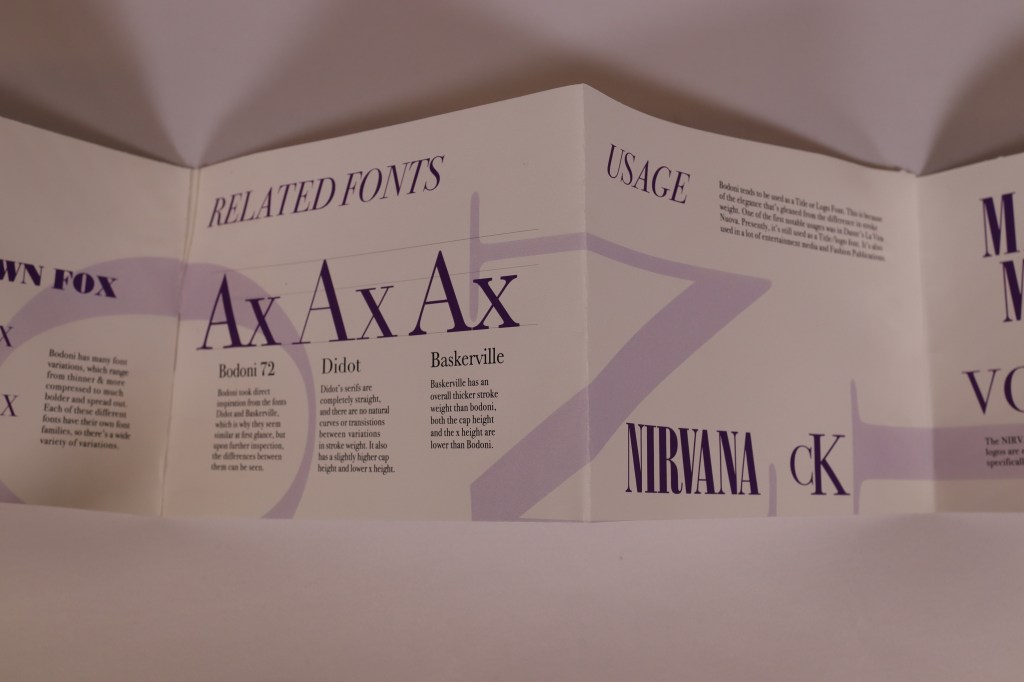 WN FOX
X
X
Bodoni has many font
variations, which range
from thinner & more
compressed to much
bolder and spread out.
Each of these different
fonts have their own font
families, so there's a wide
variety of variations.
RELATED FONTS
Ax Ax Ax
Bodoni 72
Bodoni took direct
inspiration from the fonts
Didot and Baskerville,
which is why they seem
similar at first glance, but
upon further inspection,
the differences between
them can be seen.
Didot
Didot's serifs are
completely straight,
and there are no natural
curves or transistions
between variations
in stroke weight. It also
has a slightly higher cap
height and lower x height.
Baskerville
Baskerville has an
overall thicker stroke
weight than bodoni,
both the cap height
and the x height are
lower than Bodoni.
USAGE
Bodoni tends to be used as a Title or Logo Font. This is because
of the elegance that's gleaned from the difference in stroke
weight. One of the first notable usages was in Dante's La Vita
Nuova. Presently, it's still used as a Title/logo font. It's also
used in a lot of entertainment media and Fashion Publications.
NIRVANA
CK
M
M
VO
The NIRV
logos are
specifical